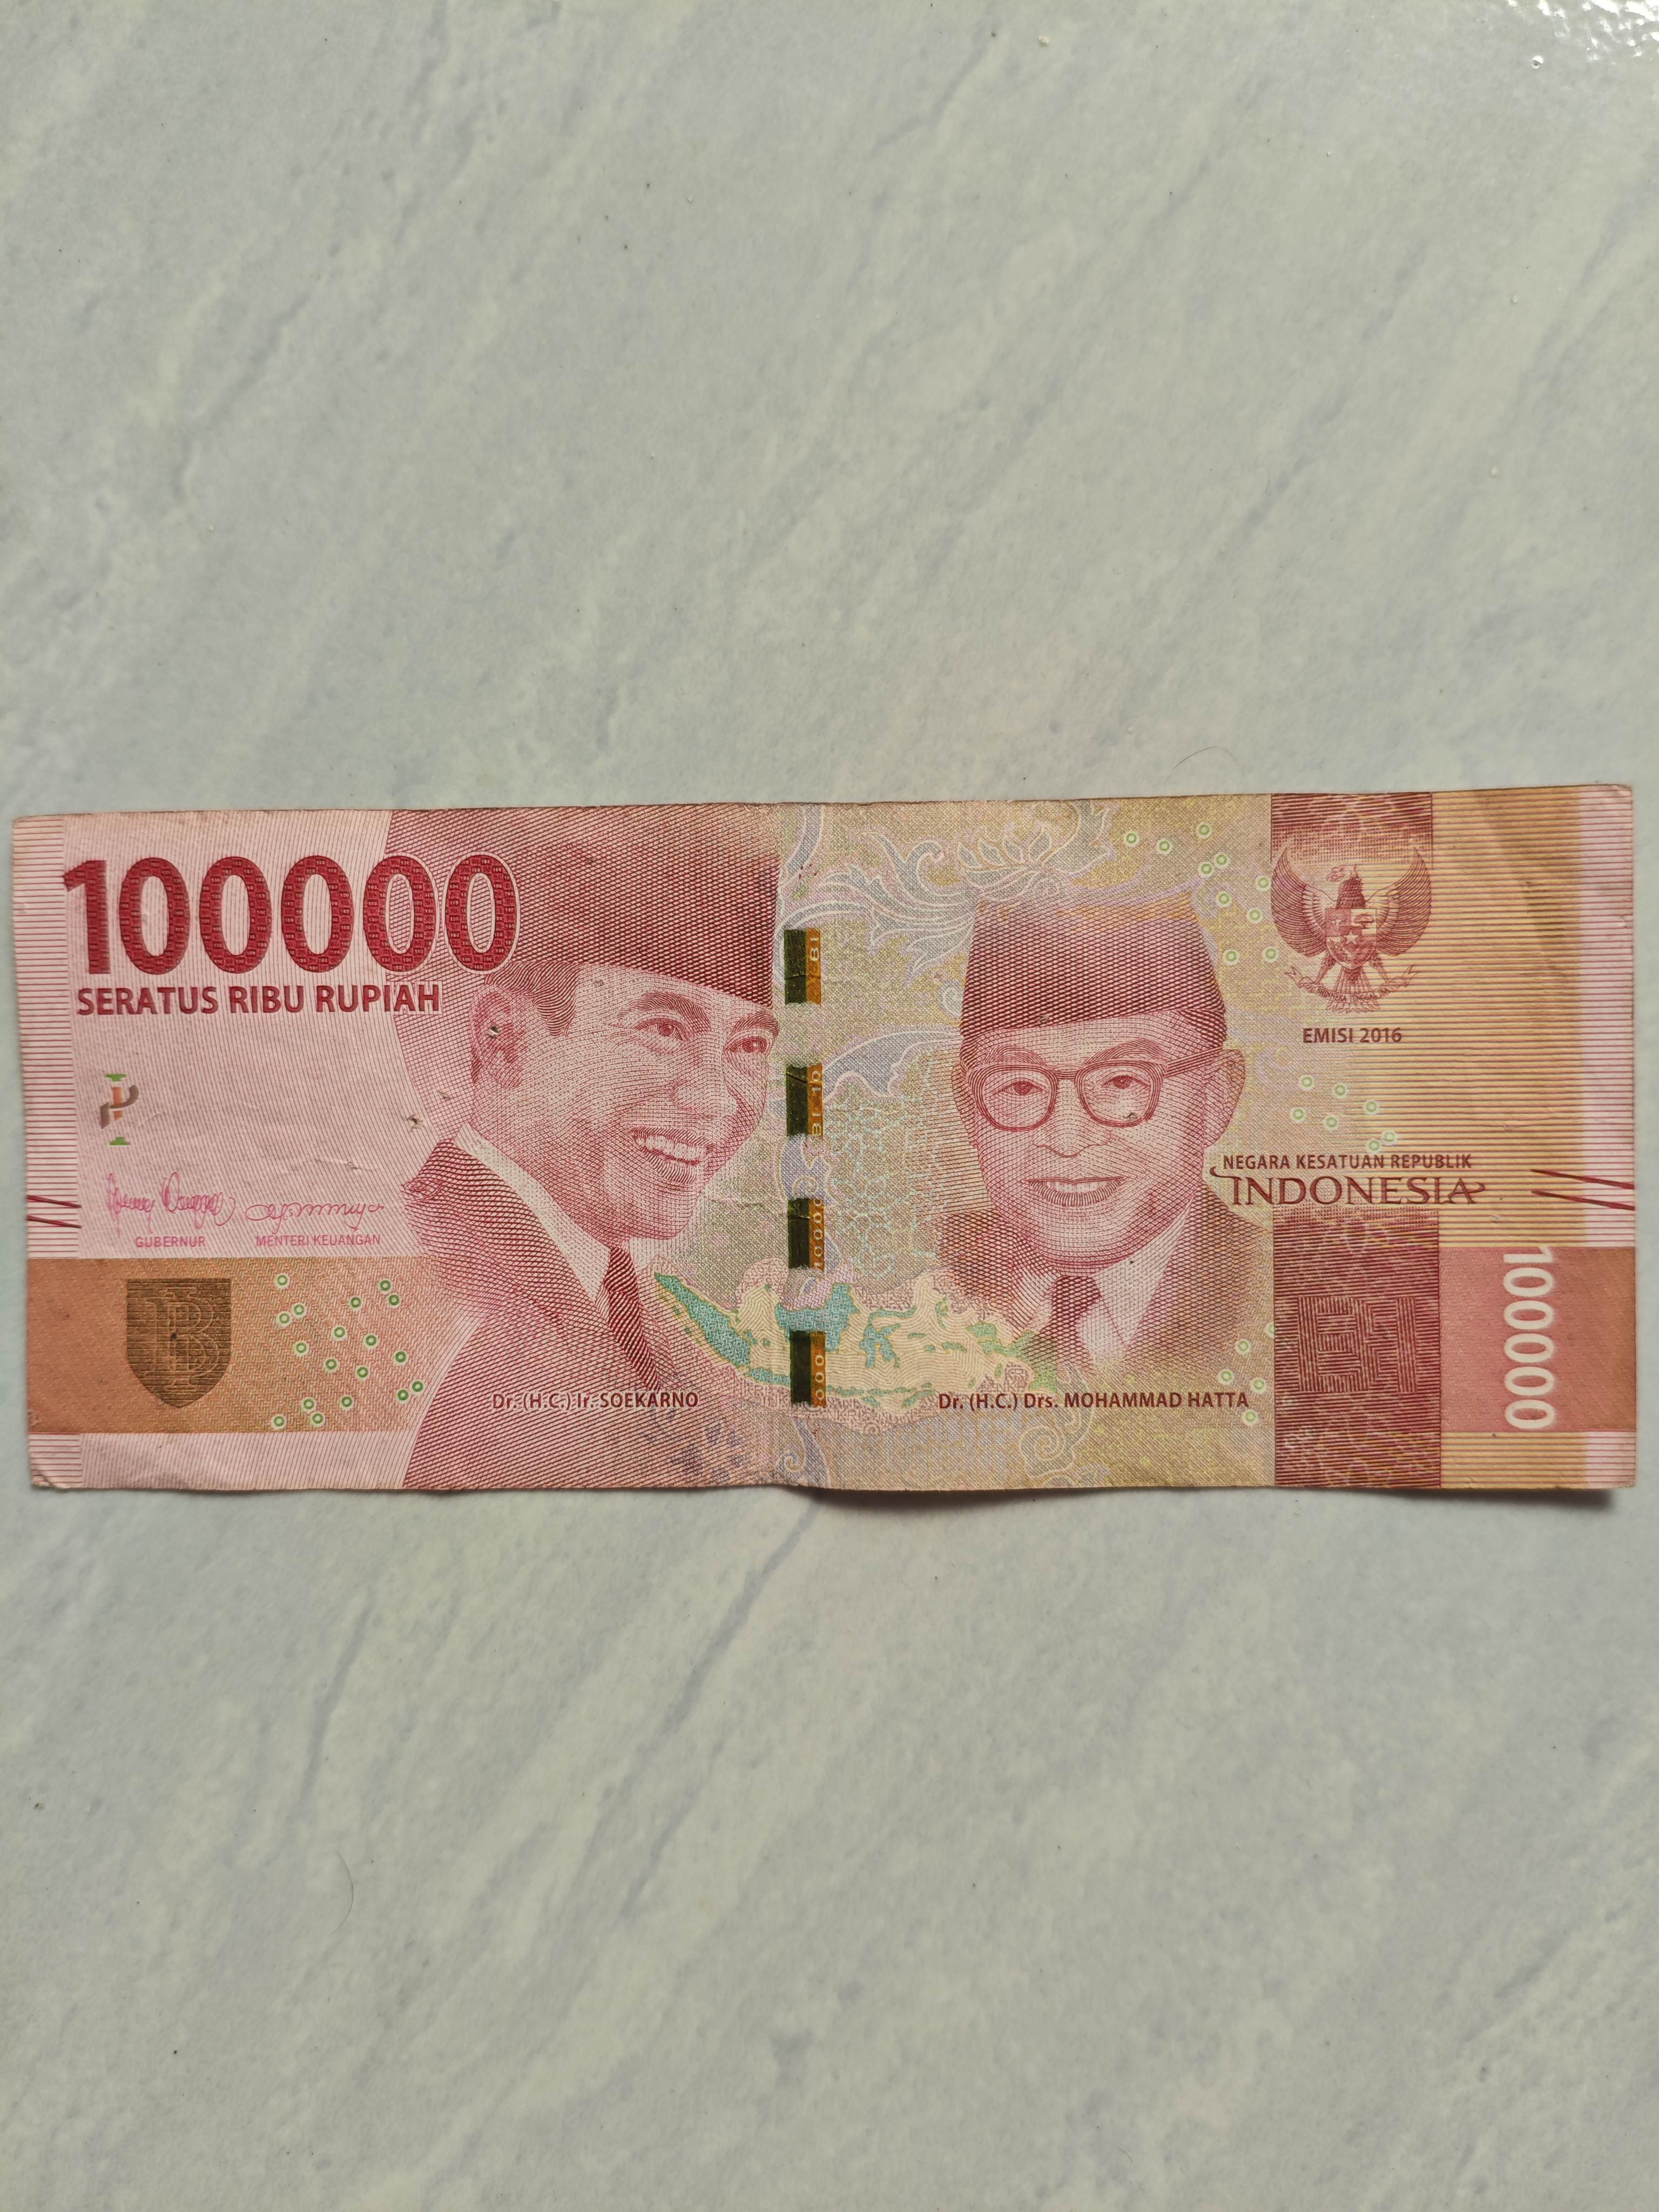 100000
SERATUS RIBU RUPIAH
EMISI 2016
NEGARA KESATUAN REPUBLIK
INDONESIA
GUBERNUR
MENTERI KEUANGAN
Dr. (H.C.) Ir. SOEKARNO
Dr. (H.C.) Drs. MOHAMMAD HATTA
BI
100000